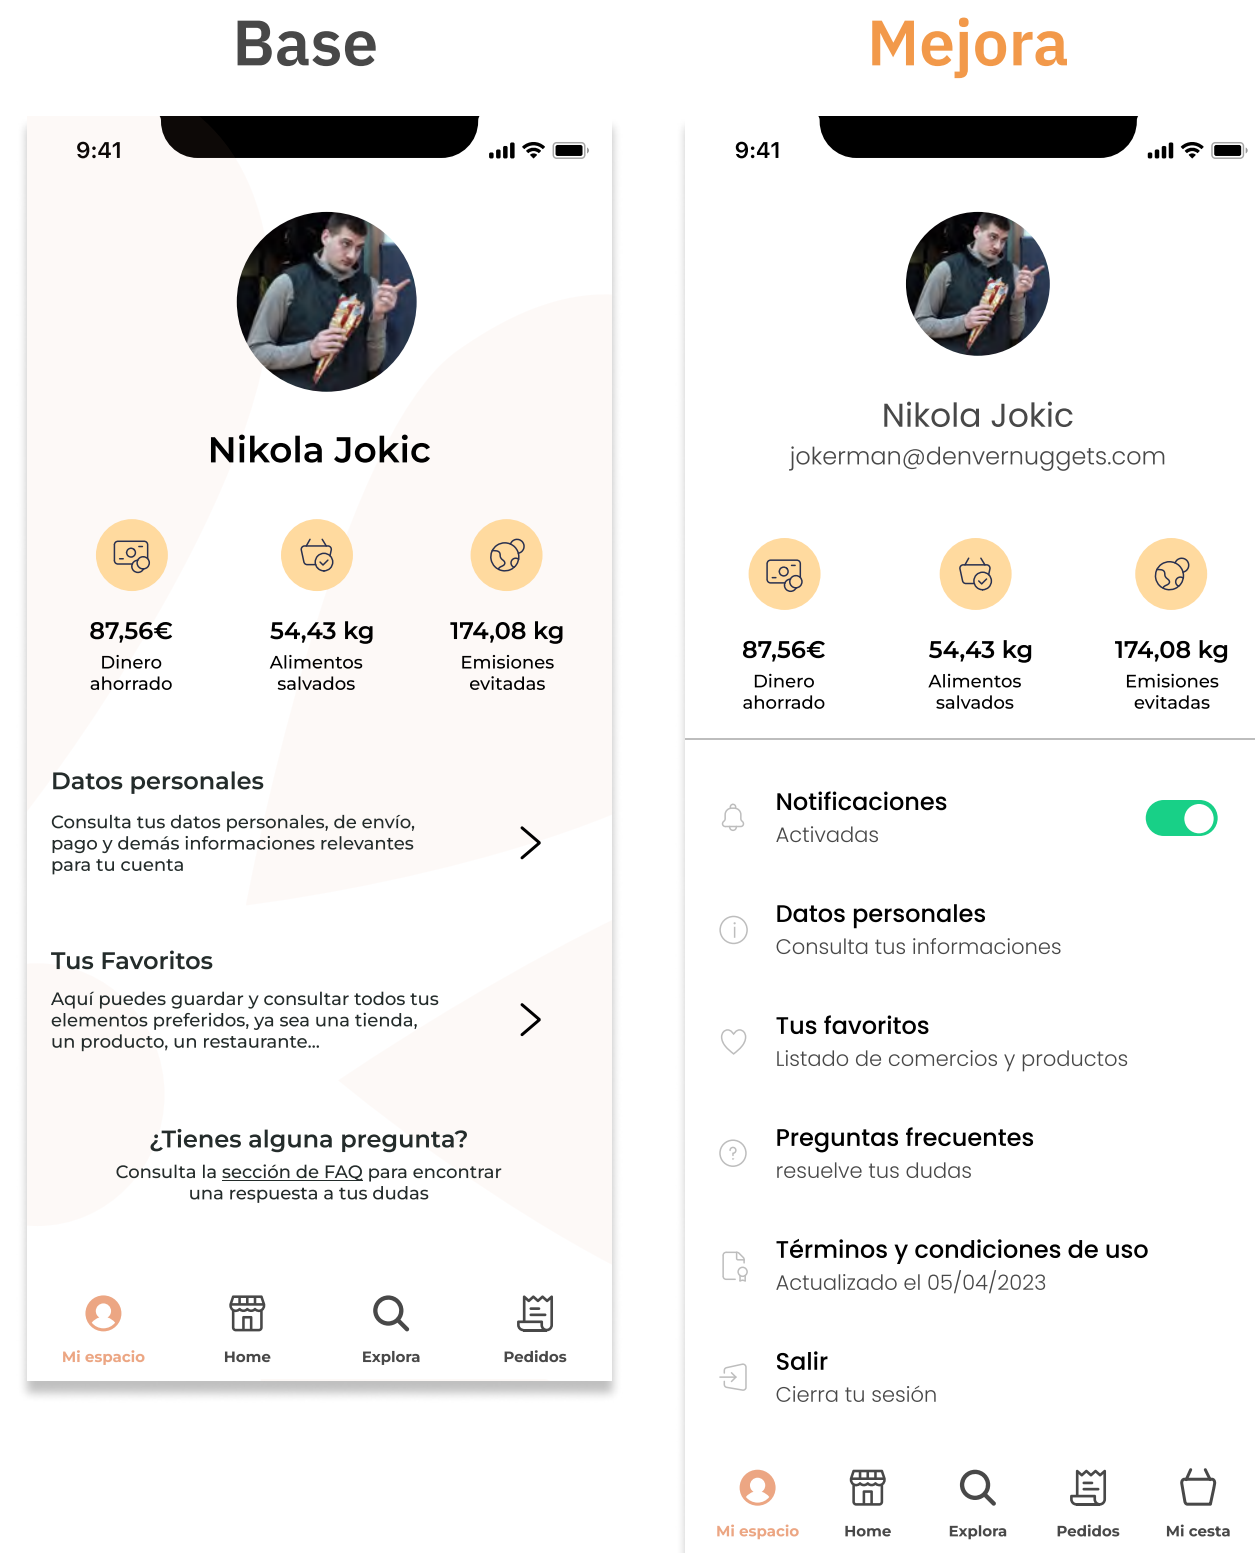 Base
9:41
Nikola Jokic
87,56€
Dinero
ahorrado
54,43 kg
Alimentos
salvados
174,08 kg
Emisiones
evitadas
Datos personales
Consulta tus datos personales, de envío,
pago y demás informaciones relevantes
para tu cuenta
Tus Favoritos
Aquí puedes guardar y consultar todos tus
elementos preferidos, ya sea una tienda,
un producto, un restaurante...
¿Tienes alguna pregunta?
Consulta la sección de FAQ para encontrar
una respuesta a tus dudas
Mi espacio
Home
Explora
Pedidos
Mejora
9:41
Nikola Jokic
jokerman@denvernuggets.com
87,56€
Dinero
ahorrado
54,43 kg
Alimentos
salvados
174,08 kg
Emisiones
evitadas
Notificaciones
Activadas
Datos personales
Consulta tus informaciones
Tus favoritos
Listado de comercios y productos
Preguntas frecuentes
resuelve tus dudas
Términos y condiciones de uso
Actualizado el 05/04/2023
Salir
Cierra tu sesión
Mi espacio
Home
Explora
Pedidos
Mi cesta